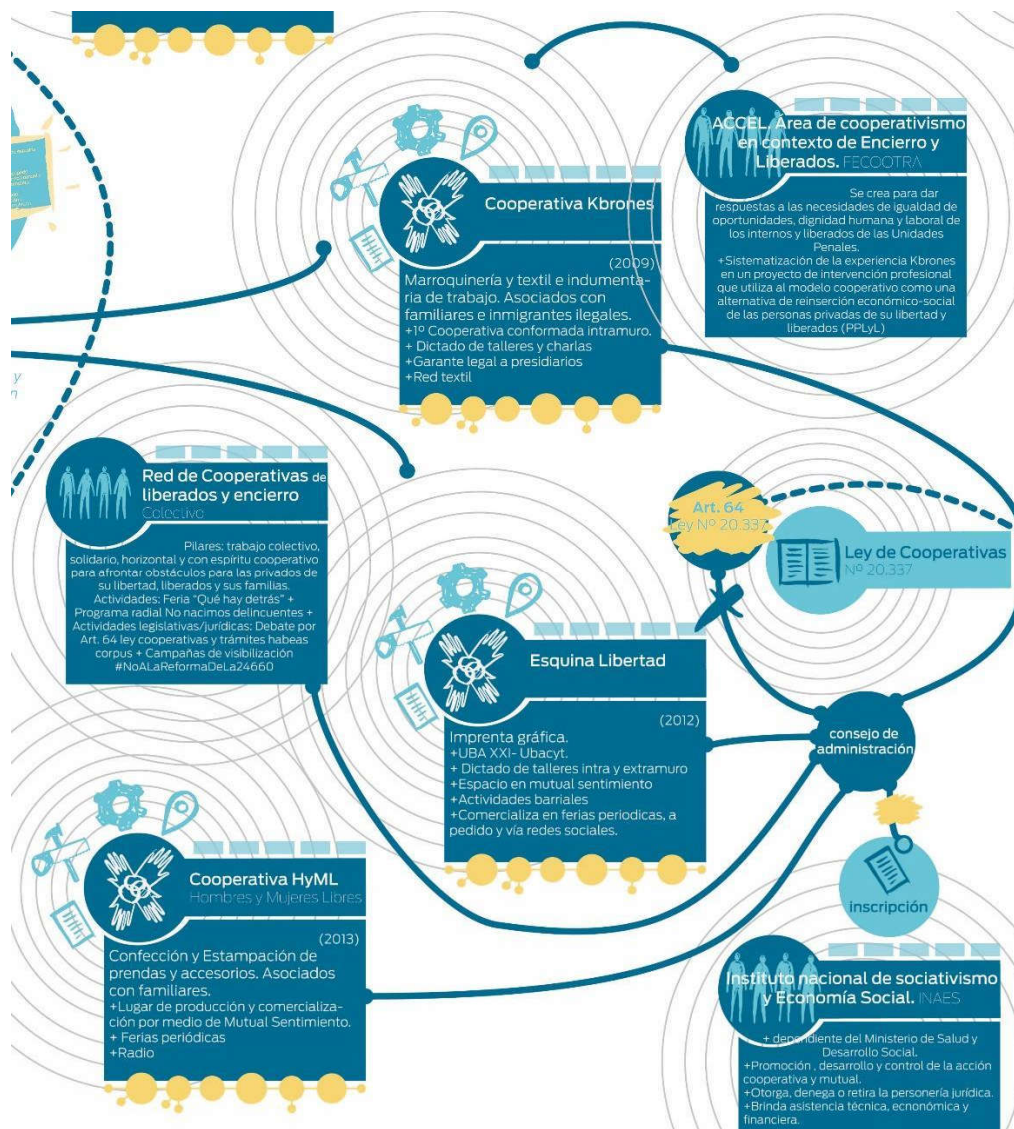 ACCEL. Área de cooperativismo
en contexto de Encierro y
Liberados. FECOOTRA
Se crea para dar
respuestas a las necesidades de igualdad de
oportunidades, dignidad humana y laboral de
los internos y liberados de las Unidades
Penales.
+Sistematización de la experiencia Kbrones
en un proyecto de intervención profesional
que utiliza al modelo cooperativo como una
alternativa de reinserción económico-social
de las personas privadas de su libertad y
liberados (PPLyL)
Cooperativa Kbrones
(2009)
Marroquinería y textil e indumenta-
ria de trabajo. Asociados con
familiares e inmigrantes ilegales.
+1º Cooperativa conformada intramuro.
+ Dictado de talleres y charlas
+Garante legal a presidiarios
+Red textil
y
n
Red de Cooperativas de
liberados y encierro
Colectivo
Pilares: trabajo colectivo,
solidario, horizontal y con espíritu cooperativo
para afrontar obstáculos para las privados de
su libertad, liberados y sus familias.
Actividades: Feria "Qué hay detrás" +
Programa radial No nacimos delincuentes +
Actividades legislativas/jurídicas: Debate por
Art. 64 ley cooperativas y trámites habeas
corpus + Campañas de visibilización
#NoALaReformaDeLa24660
Art. 64
Ley Nº 20.337
Ley de Cooperativas
Nº 20.337
Esquina Libertad
(2012)
Imprenta gráfica.
+UBA XXI- Ubacyt.
+ Dictado de talleres intra y extramuro
+Espacio en mutual sentimiento
+Actividades barriales
+Comercializa en ferias periodicas, a
pedido y vía redes sociales.
consejo de
administración
inscripción
Cooperativa HyML
Hombres y Mujeres Libres
(2013)
Confección y Estampación de
prendas y accesorios. Asociados
con familiares.
+Lugar de producción y comercializa-
ción por medio de Mutual Sentimiento.
+ Ferias periódicas
+Radio
Instituto nacional de sociativismo
y Economía Social. INAES
+ dependiente del Ministerio de Salud y
Desarrollo Social.
+Promoción , desarrollo y control de la acción
cooperativa y mutual.
+Otorga, denega o retira la personería jurídica.
+Brinda asistencia técnica, ecnonómica y
financiera.